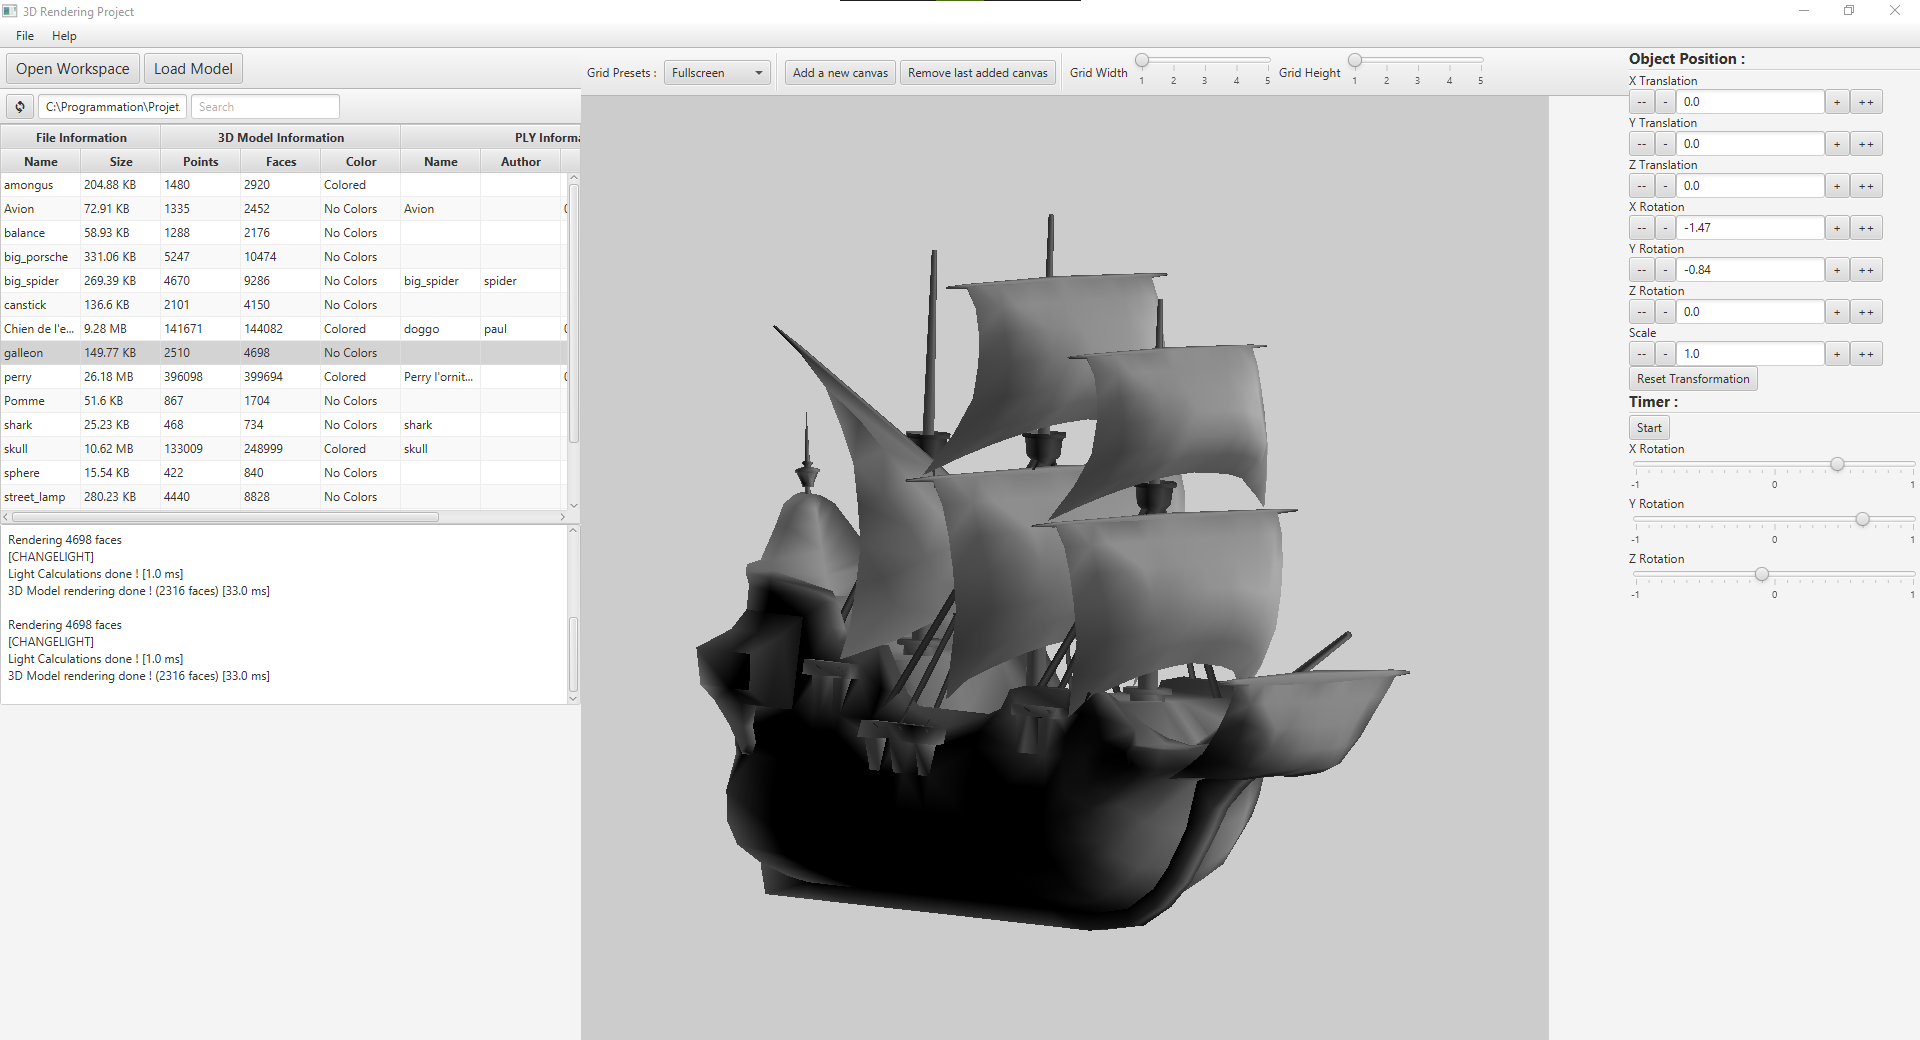 3D Rendering Project
File Help
Open Workspace Load Model
Grid Presets : Fullscreen Add a new canvas Remove last added canvas Grid Width 1 2 3 4 5 Grid Height 1 2 3 4 5
C:\Programmation\Projet. Search
File Information 3D Model Information PLY Informa
Name Size Points Faces Color Name Author
amongus 204.88 KB 1480 2920 Colored
Avion 72.91 KB 1335 2452 No Colors Avion
balance 58.93 KB 1288 2176 No Colors
big_porsche 331.06 KB 5247 10474 No Colors
big_spider 269.39 KB 4670 9286 No Colors big_spider spider
canstick 136.6 KB 2101 4150 No Colors
Chien de l'e... 9.28 MB 141671 144082 Colored doggo paul
galleon 149.77 KB 2510 4698 No Colors
perry 26.18 MB 396098 399694 Colored Perry l'ornit...
Pomme 51.6 KB 867 1704 No Colors
shark 25.23 KB 468 734 No Colors shark
skull 10.62 MB 133009 248999 Colored skull
sphere 15.54 KB 422 840 No Colors
street_lamp 280.23 KB 4440 8828 No Colors
Rendering 4698 faces
[CHANGELIGHT]
Light Calculations done ! [1.0 ms]
3D Model rendering done ! (2316 faces) [33.0 ms]
Rendering 4698 faces
[CHANGELIGHT]
Light Calculations done ! [1.0 ms]
3D Model rendering done ! (2316 faces) [33.0 ms]
Object Position :
X Translation
-- - 0.0 + ++
Y Translation
-- - 0.0 + ++
Z Translation
-- - 0.0 + ++
X Rotation
-- - -1.47 + ++
Y Rotation
-- - -0.84 + ++
Z Rotation
-- - 0.0 + ++
Scale
-- - 1.0 + ++
Reset Transformation
Timer :
Start
X Rotation
-1 0 1
Y Rotation
-1 0 1
Z Rotation
-1 0 1